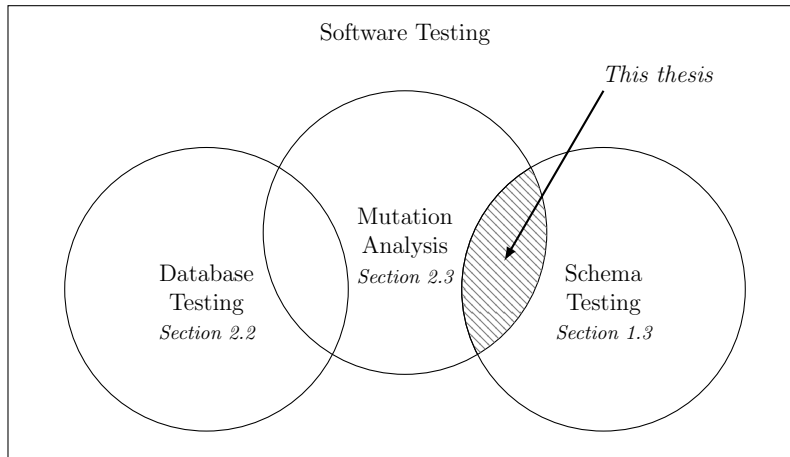 Software Testing
This thesis
Mutation
Analysis
Section 2.3
Database
Testing
Section 2.2
Schema
Testing
Section 1.3